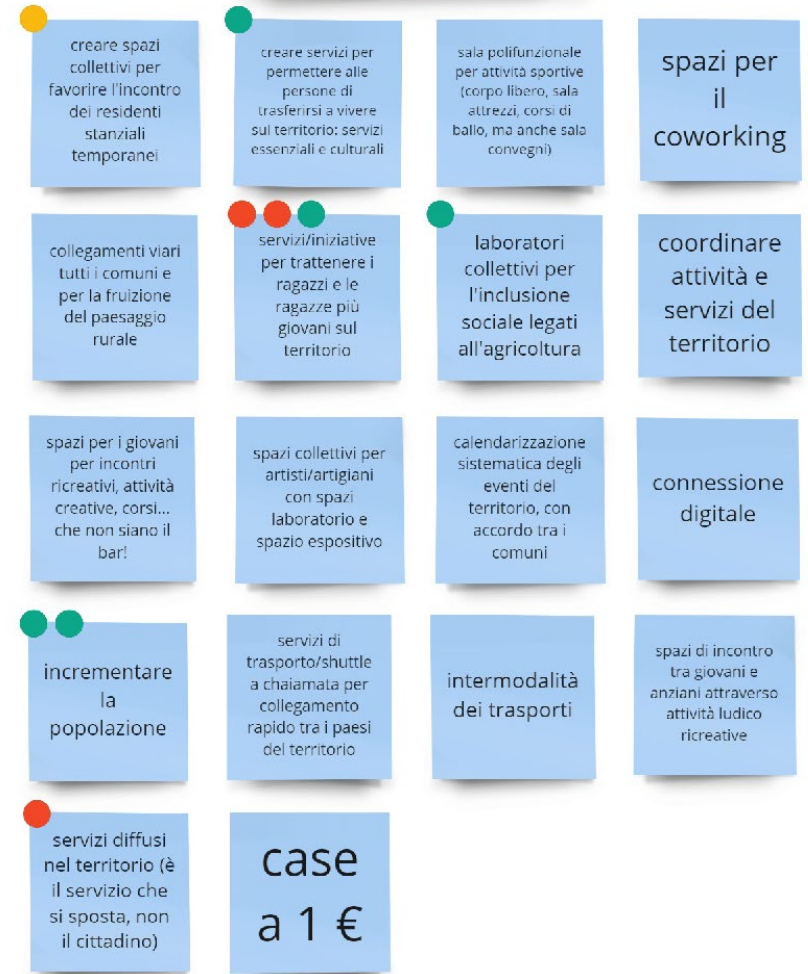 creare spazi
collettivi per
favorire l'incontro
dei residenti
stanziali
temporanei
creare servizi per
permettere alle
persone di
trasferirsi a vivere
sul territorio: servizi
essenziali e culturali
sala polifunzionale
per attività sportive
(corpo libero, sala
attrezzi, corsi di
ballo, ma anche sala
convegni)
spazi per
il
coworking
collegamenti viari
tutti i comuni e
per la fruizione
del paesaggio
rurale
servizi/iniziative
per trattenere i
ragazzi e le
ragazze più
giovani sul
territorio
laboratori
collettivi per
l'inclusione
sociale legati
all'agricoltura
coordinare
attività e
servizi del
territorio
spazi per i giovani
per incontri
ricreativi, attività
creative, corsi...
che non siano il
bar!
spazi collettivi per
artisti/artigiani
con spazi
laboratorio e
spazio espositivo
calendarizzazione
sistematica degli
eventi del
territorio, con
accordo tra i
comuni
connessione
digitale
incrementare
la
popolazione
servizi di
trasporto/shuttle
a chaiamata per
collegamento
rapido tra i paesi
del territorio
intermodalità
dei trasporti
spazi di incontro
tra giovani e
anziani attraverso
attività ludico
ricreative
servizi diffusi
nel territorio (è
il servizio che
si sposta, non
il cittadino)
case
a 1 €